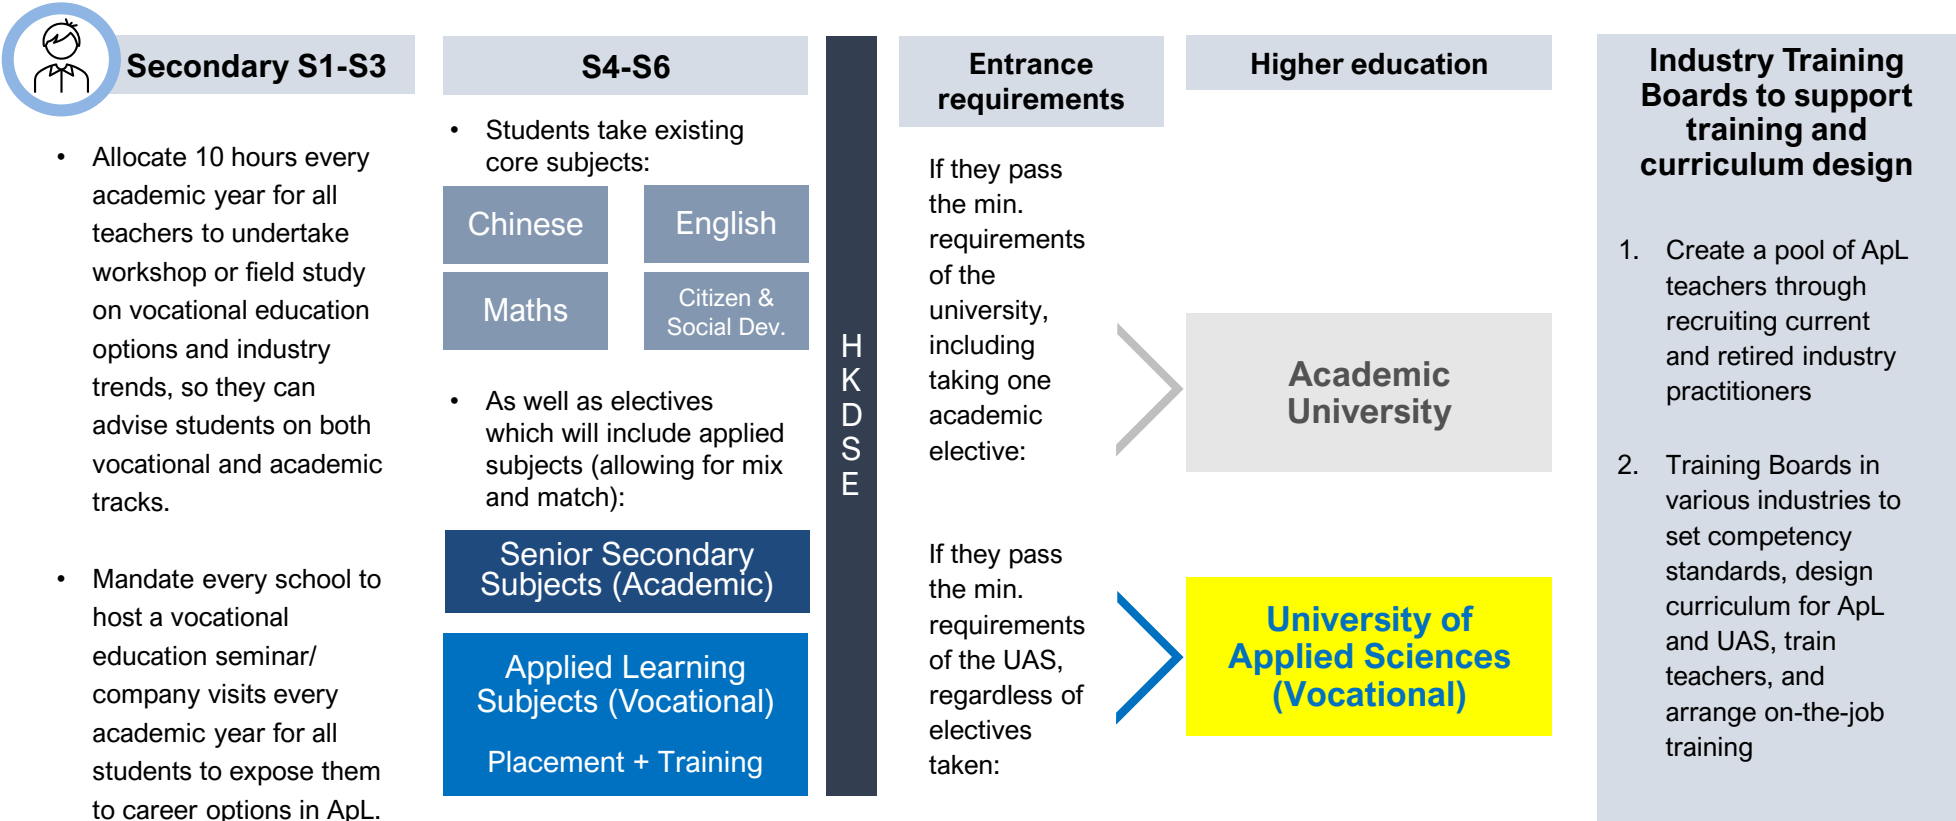 Secondary S1-S3
• Allocate 10 hours every
academic year for all
teachers to undertake
workshop or field study
on vocational education
options and industry
trends, so they can
advise students on both
vocational and academic
tracks.
• Mandate every school to
host a vocational
education seminar/
company visits every
academic year for all
students to expose them
to career options in ApL.
S4-S6
• Students take existing
core subjects:
Chinese
English
Maths
Citizen &
Social Dev.
• As well as electives
which will include applied
subjects (allowing for mix
and match):
Senior Secondary
Subjects (Academic)
Applied Learning
Subjects (Vocational)
Placement + Training
H
K
D
S
E
Entrance
requirements
If they pass
the min.
requirements
of the
university,
including
taking one
academic
elective:
If they pass
the min.
requirements
of the UAS,
regardless of
electives
taken:
Higher education
Academic
University
University of
Applied Sciences
(Vocational)
Industry Training
Boards to support
training and
curriculum design
1. Create a pool of ApL
teachers through
recruiting current
and retired industry
practitioners
2. Training Boards in
various industries to
set competency
standards, design
curriculum for ApL
and UAS, train
teachers, and
arrange on-the-job
training